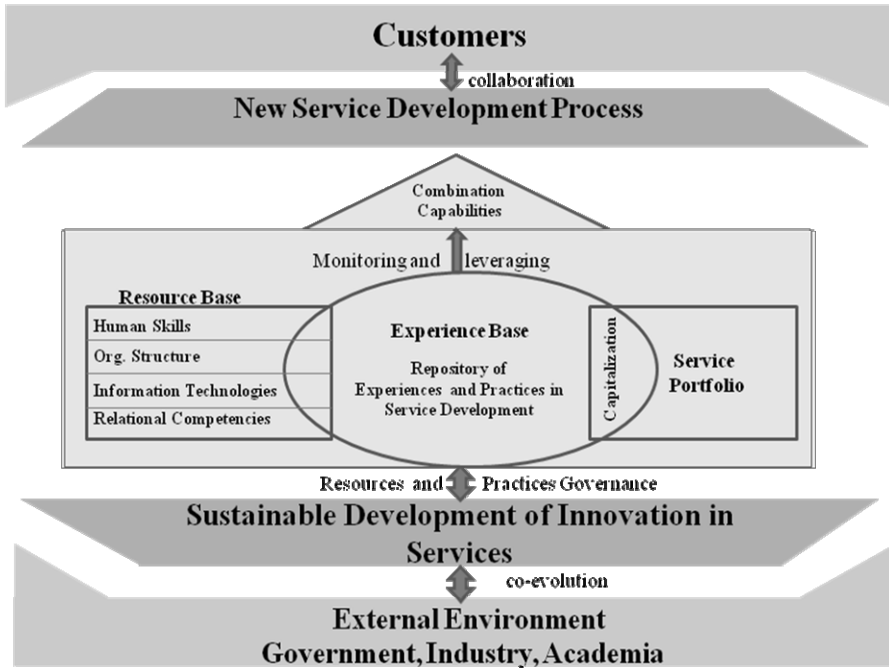 Customers
collaboration
New Service Development Process
Combination
Capabilities
Monitoring and leveraging
Resource Base
Human Skills
Org. Structure
Information Technologies
Relational Competencies
Experience Base
Repository of
Experiences and Practices in
Service Development
Capitalization
Service
Portfolio
Resources and Practices Governance
Sustainable Development of Innovation in
Services
co-evolution
External Environment
Government, Industry, Academia